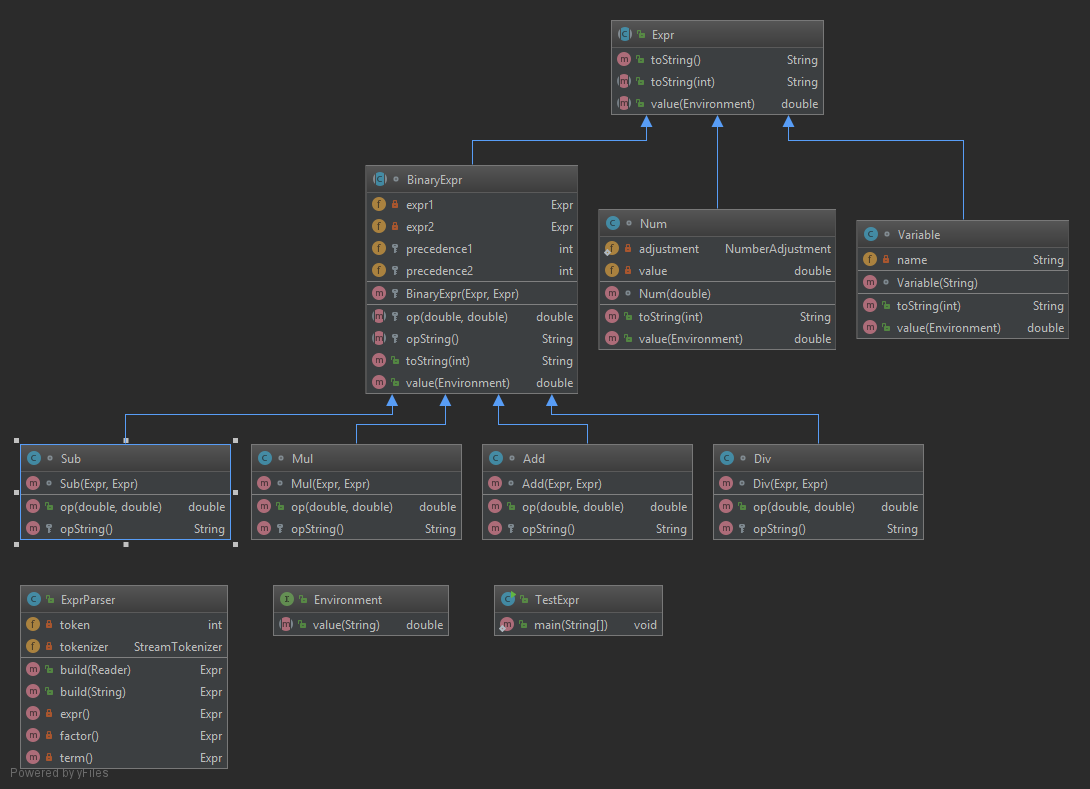 Expr
toString() String
toString(int) String
value(Environment) double
BinaryExpr
expr1 Expr
expr2 Expr
precedence1 int
precedence2 int
BinaryExpr(Expr, Expr)
op(double, double) double
opString() String
toString(int) String
value(Environment) double
Num
adjustment NumberAdjustment
value double
Num(double)
toString(int) String
value(Environment) double
Variable
name String
Variable(String)
toString(int) String
value(Environment) double
Sub
Sub(Expr, Expr)
op(double, double) double
opString() String
Mul
Mul(Expr, Expr)
op(double, double) double
opString() String
Add
Add(Expr, Expr)
op(double, double) double
opString() String
Div
Div(Expr, Expr)
op(double, double) double
opString() String
ExprParser
token int
tokenizer StreamTokenizer
build(Reader) Expr
build(String) Expr
expr() Expr
factor() Expr
term() Expr
Environment
value(String) double
TestExpr
main(String[]) void
Powered by yFiles